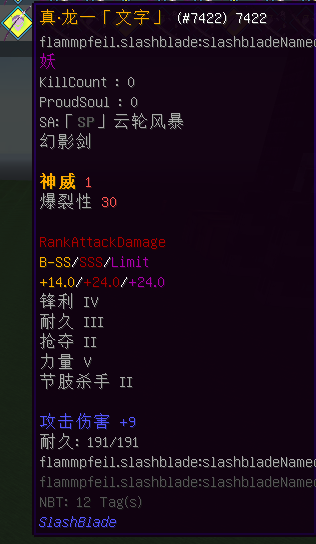 真·龙一「文字」 (#7422) 7422
flammpfeil.slashblade:slashbladeNamed
妖
KillCount : 0
ProudSoul : 0
SA:「SP」云轮风暴
幻影剑
神威 1
爆裂性 30
RankAttackDamage
B-SS/SSS/Limit
+14.0/+24.0/+24.0
锋利 IV
耐久 III
抢夺 II
力量 V
节肢杀手 II
攻击伤害 +9
耐久: 191/191
flammpfeil.slashblade:slashbladeNamed
flammpfeil.slashblade:slashbladeNamed
NBT: 12 Tag(s)
SlashBlade